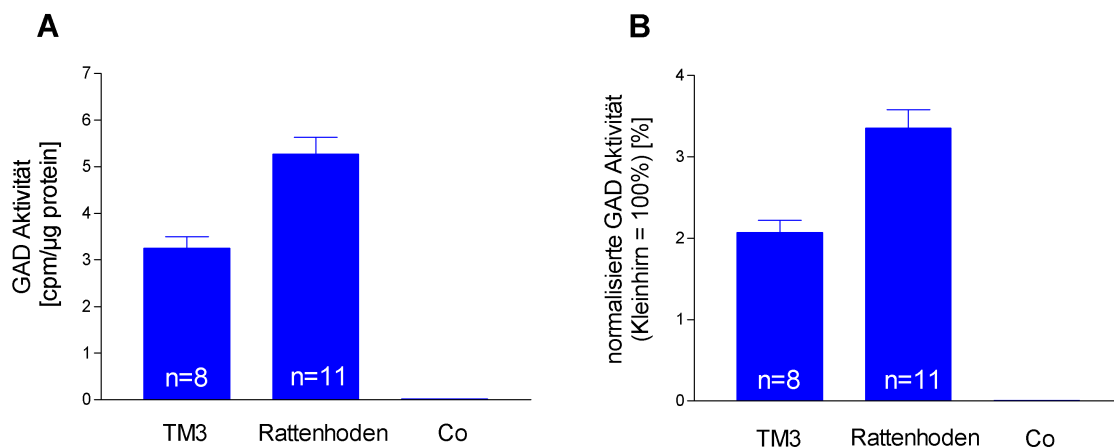 A
GAD Aktivität
[cpm/µg protein]
7
6
5
4
3
2
1
0
n=8
n=11
TM3
Rattenhoden
Co
B
normalisierte GAD Aktivität
(Kleinhirn = 100%) [%]
4
3
2
1
0
n=8
n=11
TM3
Rattenhoden
Co